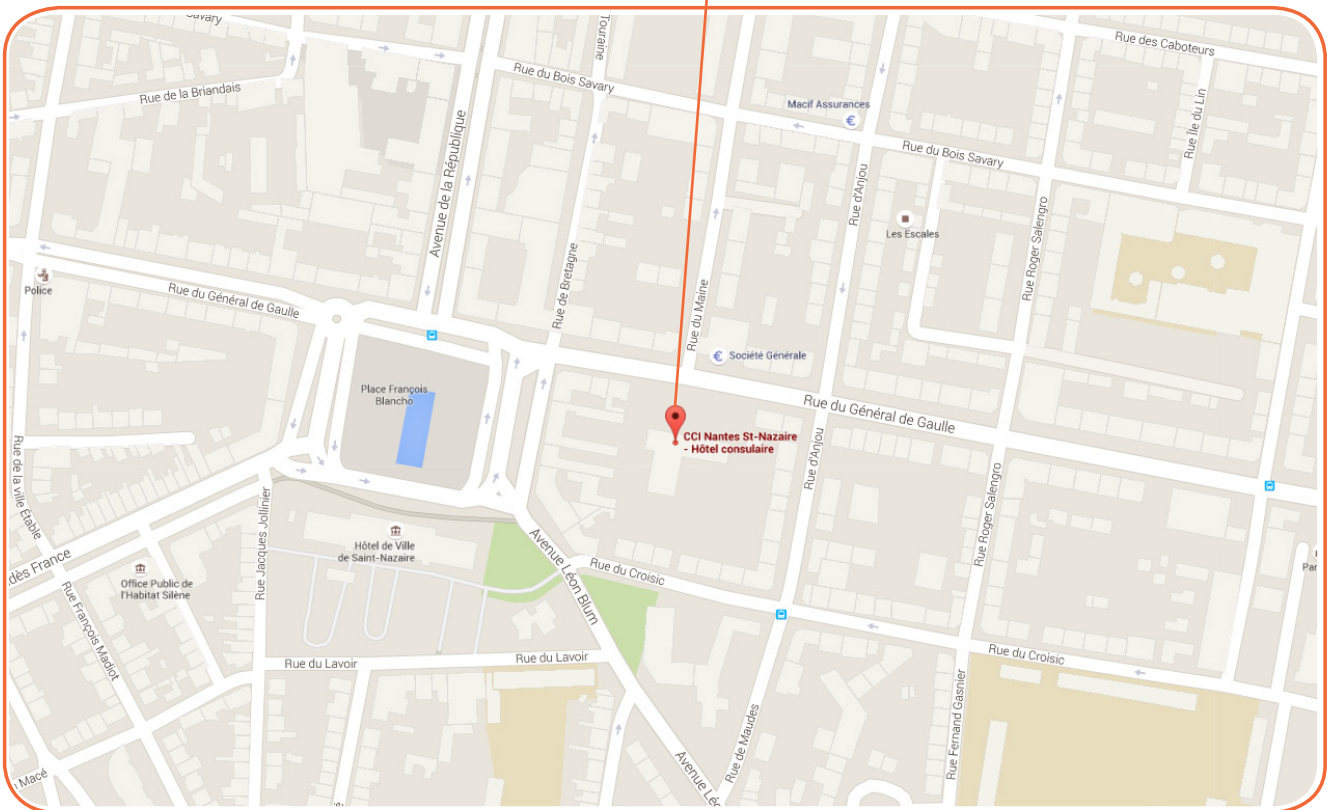 Savary
Touraine
Rue des Caboteurs
Rue du Bois Savary
Rue de la Briandais
Macif Assurances
€
Rue Île du Lin
Avenue de la République
Rue du Bois Savary
Rue d'Anjou
Les Escales
Rue Roger Salengro
Police
Rue du Général de Gaulle
Rue de Bretagne
Rue du Maine
€ Société Générale
Place François
Blancho
Rue du Général de Gaulle
CCI Nantes St-Nazaire
- Hôtel consulaire
Rue d'Anjou
Rue de la ville Étable
Rue Jacques Jollinier
Rue Roger Salengro
Hôtel de Ville
de Saint-Nazaire
Avenue Léon Blum
Rue du Croisic
dès France
Office Public de
l'Habitat Silène
Par
Rue François Madiot
Rue du Lavoir
Rue du Lavoir
Rue du Croisic
Rue Fernand Gasnier
Rue de Maudes
Avenue Léo
Macé